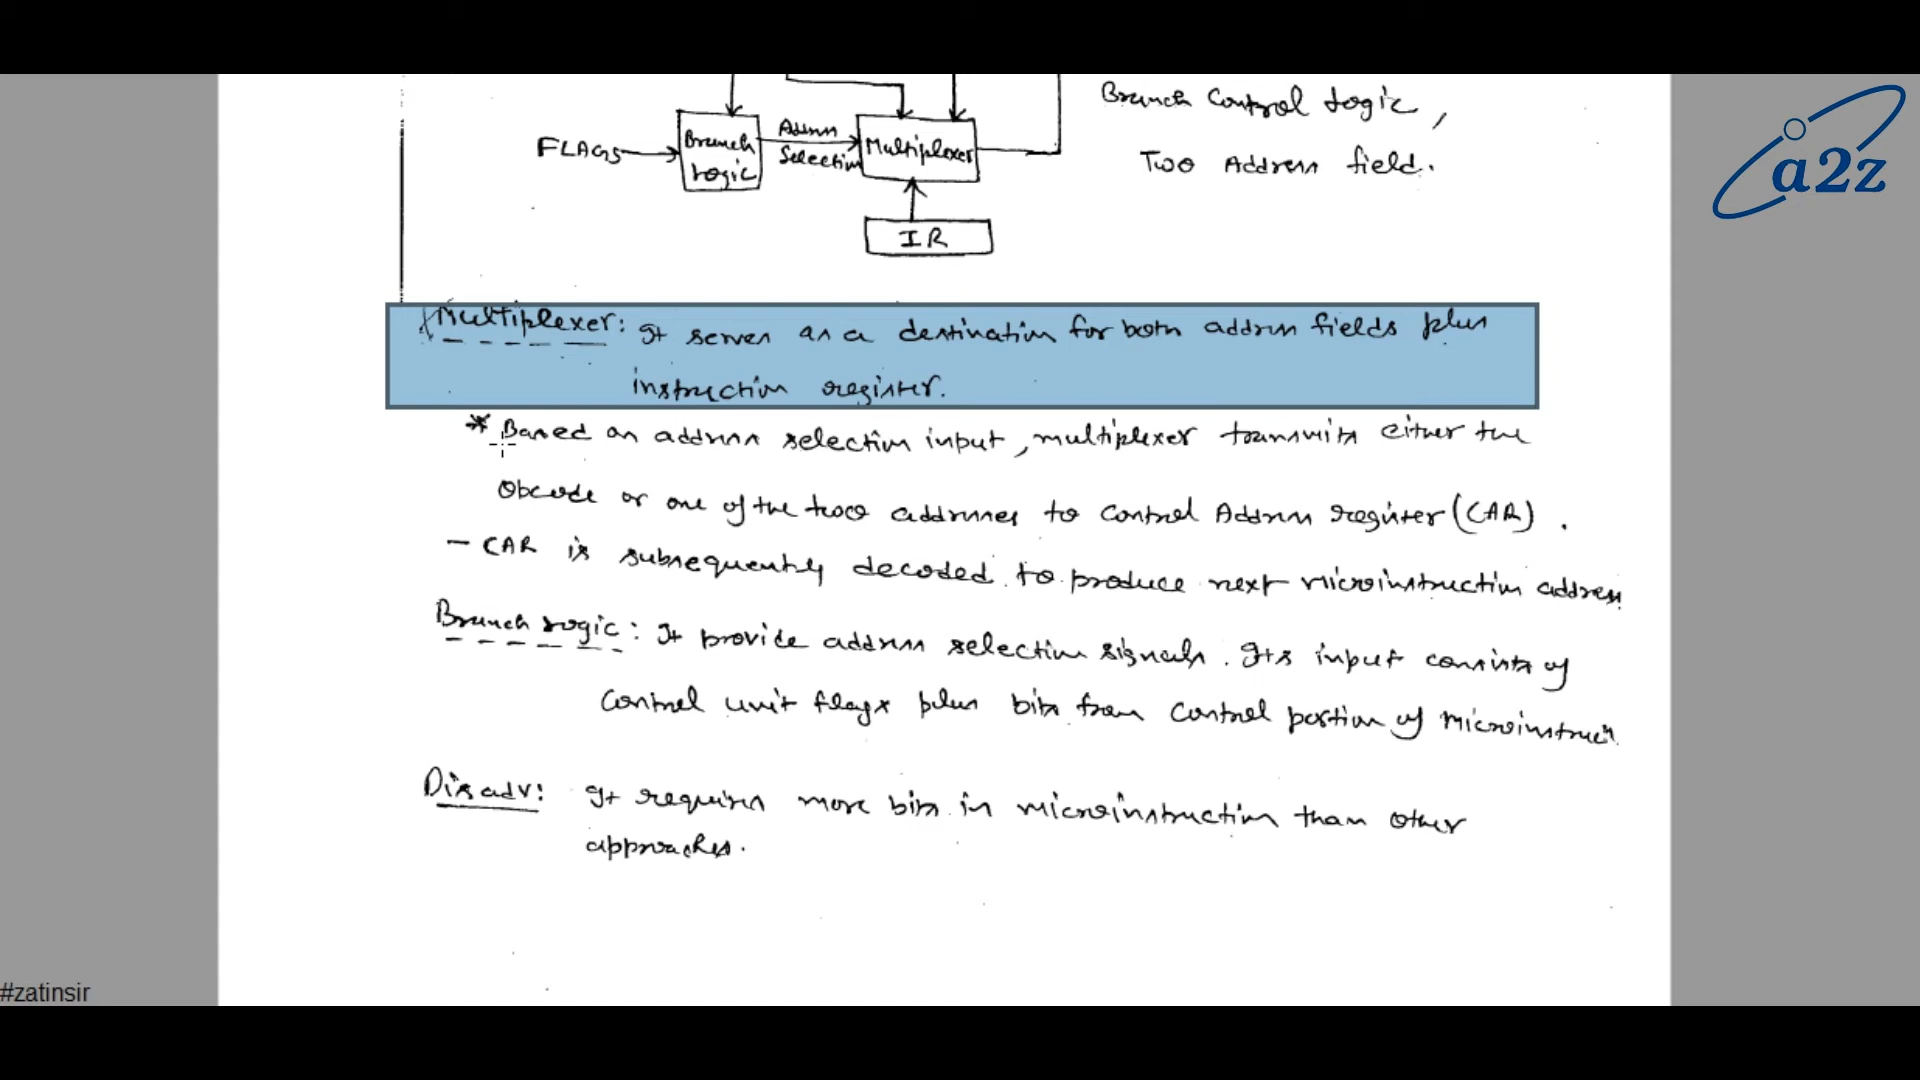 Branch Control Logic,
Two Address field.
FLAGS
Branch
Logic
Address
Selection
Multiplexer
IR
a2z
Multiplexer: It serves as a destination for both address fields plus
instruction register.
* Based on address selection input, multiplexer transmits either the
Obcode or one of the two addresses to Control Address register (CAR).
- CAR is subsequently decoded to produce next microinstruction address
Branch Logic: It provide address selection signals. Its input consists of
Control unit flags plus bits from control portion of microinstrucn.
Disadv: It requires more bits in microinstruction than other
approaches.
#zatinsir